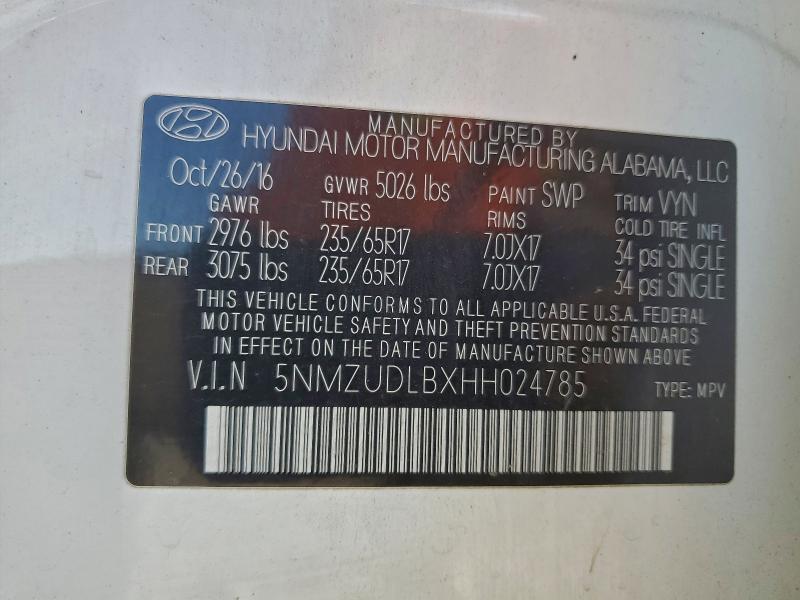 MANUFACTURED BY
HYUNDAI MOTOR MANUFACTURING ALABAMA, LLC
Oct/26/16 GVWR 5026 lbs PAINT SWP TRIM VYN
GAWR TIRES RIMS COLD TIRE INFL
FRONT 2976 lbs 235/65R17 7.0JX17 34 psi SINGLE
REAR 3075 lbs 235/65R17 7.0JX17 34 psi SINGLE
THIS VEHICLE CONFORMS TO ALL APPLICABLE U.S.A. FEDERAL
MOTOR VEHICLE SAFETY AND THEFT PREVENTION STANDARDS
IN EFFECT ON THE DATE OF MANUFACTURE SHOWN ABOVE
V.I.N 5NMZUDLBXHH024785 TYPE: MPV